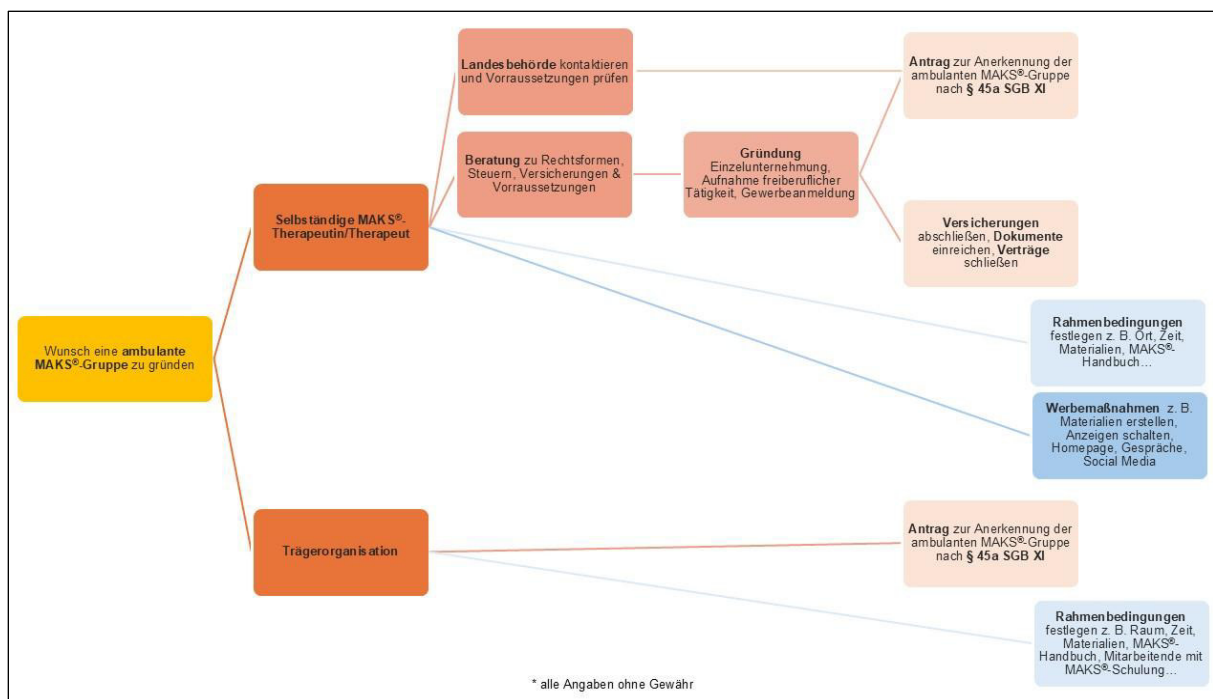 Landesbehörde kontaktieren
und Vorraussetzungen prüfen
Antrag zur Anerkennung der
ambulanten MAKS®-Gruppe
nach § 45a SGB XI
Beratung zu Rechtsformen,
Steuern, Versicherungen &
Vorraussetzungen
Gründung
Einzelunternehmung,
Aufnahme freiberuflicher
Tätigkeit, Gewerbeanmeldung
Selbständige MAKS®-
Therapeutin/Therapeut
Versicherungen
abschließen, Dokumente
einreichen, Verträge
schließen
Wunsch eine ambulante
MAKS®-Gruppe zu gründen
Rahmenbedingungen
festlegen z. B. Ort, Zeit,
Materialien, MAKS®-
Handbuch...
Werbemaßnahmen z. B.
Materialien erstellen,
Anzeigen schalten,
Homepage, Gespräche,
Social Media
Trägerorganisation
Antrag zur Anerkennung der
ambulanten MAKS®-Gruppe
nach § 45a SGB XI
Rahmenbedingungen
festlegen z. B. Raum, Zeit,
Materialien, MAKS®-
Handbuch, Mitarbeitende mit
MAKS®-Schulung...
* alle Angaben ohne Gewähr